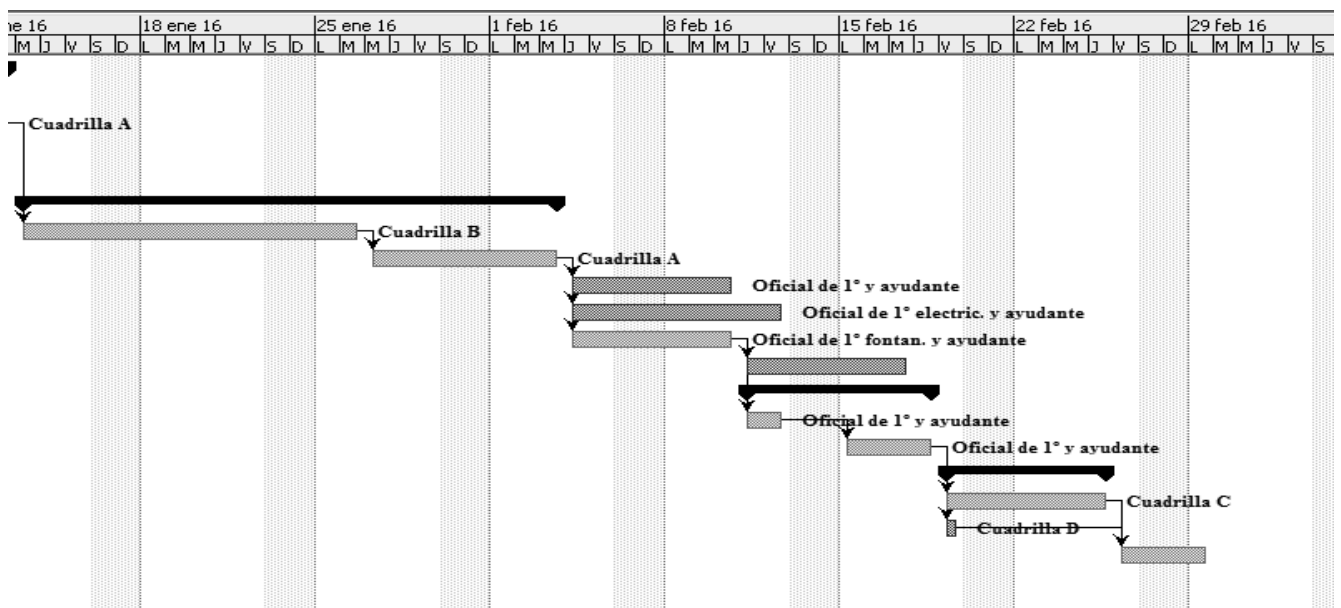 ne 16 18 ene 16 25 ene 16 1 feb 16 8 feb 16 15 feb 16 22 feb 16 29 feb 16
M J V S D L M M J V S D L M M J V S D L M M J V S D L M M J V S D L M M J V S D L M M J V S D L M M J V S
Cuadrilla A
Cuadrilla B
Cuadrilla A
Oficial de 1° y ayudante
Oficial de 1° electric. y ayudante
Oficial de 1° fontan. y ayudante
Oficial de 1° y ayudante
Oficial de 1° y ayudante
Cuadrilla C
Cuadrilla D